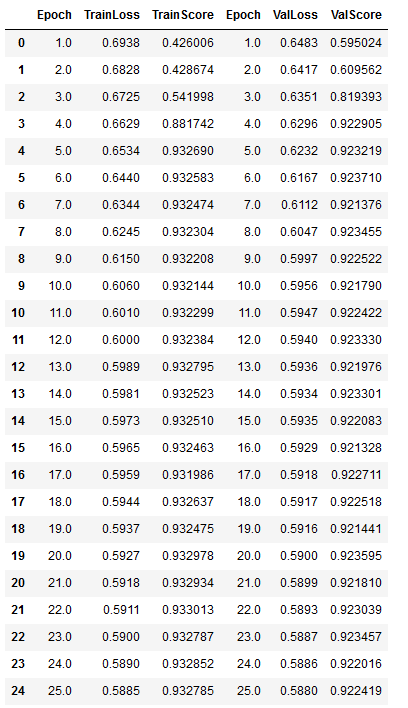 Epoch TrainLoss TrainScore Epoch ValLoss ValScore
0 1.0 0.6938 0.426006 1.0 0.6483 0.595024
1 2.0 0.6828 0.428674 2.0 0.6417 0.609562
2 3.0 0.6725 0.541998 3.0 0.6351 0.819393
3 4.0 0.6629 0.881742 4.0 0.6296 0.922905
4 5.0 0.6534 0.932690 5.0 0.6232 0.923219
5 6.0 0.6440 0.932583 6.0 0.6167 0.923710
6 7.0 0.6344 0.932474 7.0 0.6112 0.921376
7 8.0 0.6245 0.932304 8.0 0.6047 0.923455
8 9.0 0.6150 0.932208 9.0 0.5997 0.922522
9 10.0 0.6060 0.932144 10.0 0.5956 0.921790
10 11.0 0.6010 0.932299 11.0 0.5947 0.922422
11 12.0 0.6000 0.932384 12.0 0.5940 0.923330
12 13.0 0.5989 0.932795 13.0 0.5936 0.921976
13 14.0 0.5981 0.932523 14.0 0.5934 0.923301
14 15.0 0.5973 0.932510 15.0 0.5935 0.922083
15 16.0 0.5965 0.932463 16.0 0.5929 0.921328
16 17.0 0.5959 0.931986 17.0 0.5918 0.922711
17 18.0 0.5944 0.932637 18.0 0.5917 0.922518
18 19.0 0.5937 0.932475 19.0 0.5916 0.921441
19 20.0 0.5927 0.932978 20.0 0.5900 0.923595
20 21.0 0.5918 0.932934 21.0 0.5899 0.921810
21 22.0 0.5911 0.933013 22.0 0.5893 0.923039
22 23.0 0.5900 0.932787 23.0 0.5887 0.923457
23 24.0 0.5890 0.932852 24.0 0.5886 0.922016
24 25.0 0.5885 0.932785 25.0 0.5880 0.922419